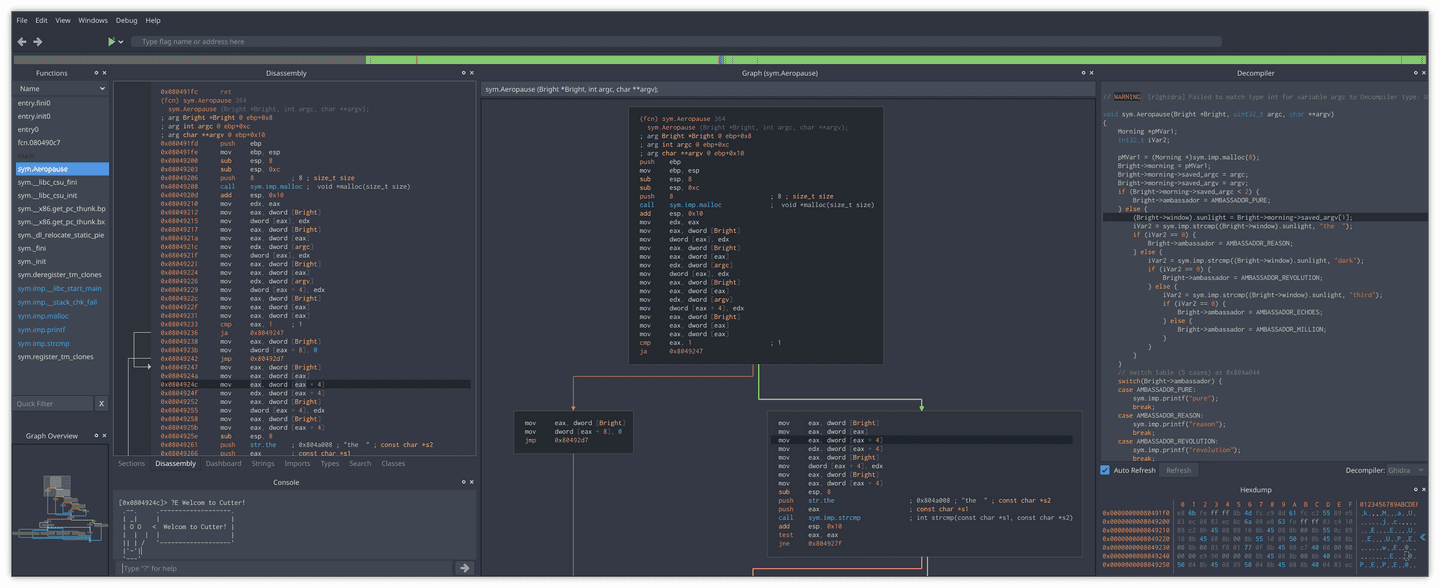 File Edit View Windows Debug Help
Type flag name or address here
Functions
Name
entry.fini0
entry.init0
entry0
fcn.080490c7
main
sym.Aeropause
sym.__libc_csu_fini
sym.__libc_csu_init
sym.__x86.get_pc_thunk.bp
sym.__x86.get_pc_thunk.bx
sym._dl_relocate_static_pie
sym._fini
sym._init
sym.deregister_tm_clones
sym.imp.__libc_start_main
sym.imp.__stack_chk_fail
sym.imp.malloc
sym.imp.printf
sym.imp.strcmp
sym.register_tm_clones
Quick Filter X
Graph Overview
Disassembly
0x080491fc ret
(fcn) sym.Aeropause 364
sym.Aeropause (Bright *Bright, int argc, char **argv);
; arg Bright *Bright @ ebp+0x8
; arg int argc @ ebp+0xc
; arg char **argv @ ebp+0x10
0x080491fd push ebp
0x080491fe mov ebp, esp
0x08049200 sub esp, 8
0x08049203 sub esp, 0xc
0x08049206 push 8 ; 8 ; size_t size
0x08049208 call sym.imp.malloc ; void *malloc(size_t size)
0x0804920d add esp, 0x10
0x08049210 mov edx, eax
0x08049212 mov eax, dword [Bright]
0x08049215 mov dword [eax], edx
0x08049217 mov eax, dword [Bright]
0x0804921a mov eax, dword [eax]
0x0804921c mov edx, dword [argc]
0x0804921f mov dword [eax], edx
0x08049221 mov eax, dword [Bright]
0x08049224 mov eax, dword [eax]
0x08049226 mov edx, dword [argv]
0x08049229 mov dword [eax + 4], edx
0x0804922c mov eax, dword [Bright]
0x0804922f mov eax, dword [eax]
0x08049231 mov eax, dword [eax]
0x08049233 cmp eax, 1 ; 1
0x08049236 ja 0x8049247
0x08049238 mov eax, dword [Bright]
0x0804923b mov dword [eax + 8], 0
0x08049242 jmp 0x80492d7
0x08049247 mov eax, dword [Bright]
0x0804924a mov eax, dword [eax]
0x0804924c mov eax, dword [eax + 4]
0x0804924f mov edx, dword [eax + 4]
0x08049252 mov eax, dword [Bright]
0x08049255 mov dword [eax + 4], edx
0x08049258 mov eax, dword [Bright]
0x0804925b mov eax, dword [eax + 4]
0x0804925e sub esp, 8
0x08049261 push str.the ; 0x804a008 ; "the " ; const char *s2
0x08049266 push eax ; const char *s1
Sections Disassembly Dashboard Strings Imports Types Search Classes
Console
[0x0804924c]> ?E Welcom to Cutter!
< Welcom to Cutter! |
Type "?" for help
Graph (sym.Aeropause)
sym.Aeropause (Bright *Bright, int argc, char **argv);
(fcn) sym.Aeropause 364
sym.Aeropause (Bright *Bright, int argc, char **argv);
; arg Bright *Bright @ ebp+0x8
; arg int argc @ ebp+0xc
; arg char **argv @ ebp+0x10
push ebp
mov ebp, esp
sub esp, 8
sub esp, 0xc
push 8 ; 8 ; size_t size
call sym.imp.malloc ; void *malloc(size_t size)
add esp, 0x10
mov edx, eax
mov eax, dword [Bright]
mov dword [eax], edx
mov eax, dword [Bright]
mov eax, dword [eax]
mov edx, dword [argc]
mov dword [eax], edx
mov eax, dword [Bright]
mov eax, dword [eax]
mov edx, dword [argv]
mov dword [eax + 4], edx
mov eax, dword [Bright]
mov eax, dword [eax]
mov eax, dword [eax]
cmp eax, 1 ; 1
ja 0x8049247
mov eax, dword [Bright]
mov dword [eax + 8], 0
jmp 0x80492d7
mov eax, dword [Bright]
mov eax, dword [eax]
mov eax, dword [eax + 4]
mov edx, dword [eax + 4]
mov eax, dword [Bright]
mov dword [eax + 4], edx
mov eax, dword [Bright]
mov eax, dword [eax + 4]
sub esp, 8
push str.the ; 0x804a008 ; "the " ; const char *s2
push eax ; const char *s1
call sym.imp.strcmp ; int strcmp(const char *s1, const char *s2)
add esp, 0x10
test eax, eax
jne 0x804927f
Decompiler
// WARNING: [r2ghidra] Failed to match type int for variable argc to Decompiler type: U
void sym.Aeropause(Bright *Bright, uint32_t argc, char **argv)
{
Morning *pMVar1;
int32_t iVar2;
pMVar1 = (Morning *)sym.imp.malloc(8);
Bright->morning = pMVar1;
Bright->morning->saved_argc = argc;
Bright->morning->saved_argv = argv;
if (Bright->morning->saved_argc < 2) {
Bright->ambassador = AMBASSADOR_PURE;
} else {
(Bright->window).sunlight = Bright->morning->saved_argv[1];
iVar2 = sym.imp.strcmp((Bright->window).sunlight, "the ");
if (iVar2 == 0) {
Bright->ambassador = AMBASSADOR_REASON;
} else {
iVar2 = sym.imp.strcmp((Bright->window).sunlight, "dark");
if (iVar2 == 0) {
Bright->ambassador = AMBASSADOR_REVOLUTION;
} else {
iVar2 = sym.imp.strcmp((Bright->window).sunlight, "third");
if (iVar2 == 0) {
Bright->ambassador = AMBASSADOR_ECHOES;
} else {
Bright->ambassador = AMBASSADOR_MILLION;
}
}
}
}
// switch table (5 cases) at 0x804a044
switch(Bright->ambassador) {
case AMBASSADOR_PURE:
sym.imp.printf("pure");
break;
case AMBASSADOR_REASON:
sym.imp.printf("reason");
break;
case AMBASSADOR_REVOLUTION:
sym.imp.printf("revolution");
break;
Auto Refresh Refresh Decompiler: Ghidra
Hexdump
0 1 2 3 4 5 6 7 8 9 A B C D E F 0123456789ABCDEF
0x00000000080491f0
0x0000000008049200
0x0000000008049210
0x0000000008049220
0x0000000008049230
0x0000000008049240
0x0000000008049250